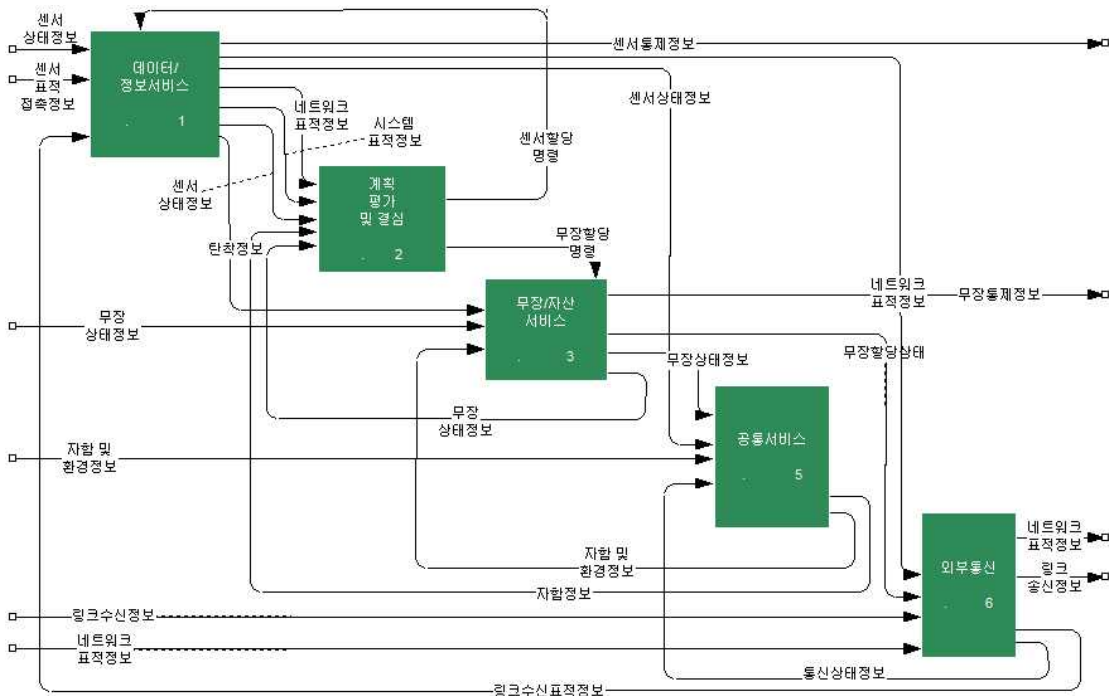 센서
상태정보
센서
표적
접촉정보
데이터/
정보서비스
. 1
센서통제정보
센서상태정보
네트워크
표적정보
시스템
표적정보
센서할당
명령
센서
상태정보
계획
평가
및 결심
. 2
탄착정보
무장할당
명령
무장/자산
서비스
. 3
네트워크
표적정보
무장통제정보
무장
상태정보
무장상태정보
무장할당상태
무장
상태정보
공통서비스
. 5
자함 및
환경정보
자함 및
환경정보
자함정보
외부통신
. 6
네트워크
표적정보
링크
송신정보
링크수신정보
네트워크
표적정보
통신상태정보
링크수신표적정보